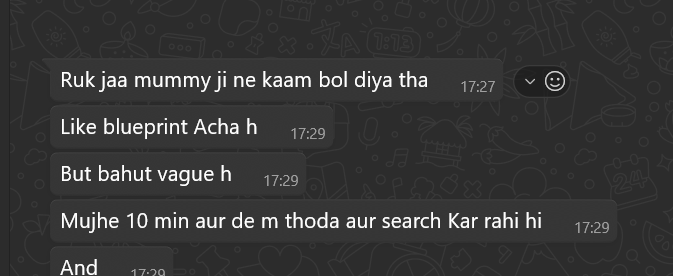 Ruk jaa mummy ji ne kaam bol diya tha 17:27
Like blueprint Acha h 17:29
But bahut vague h 17:29
Mujhe 10 min aur de m thoda aur search Kar rahi hi 17:29
And 17:29